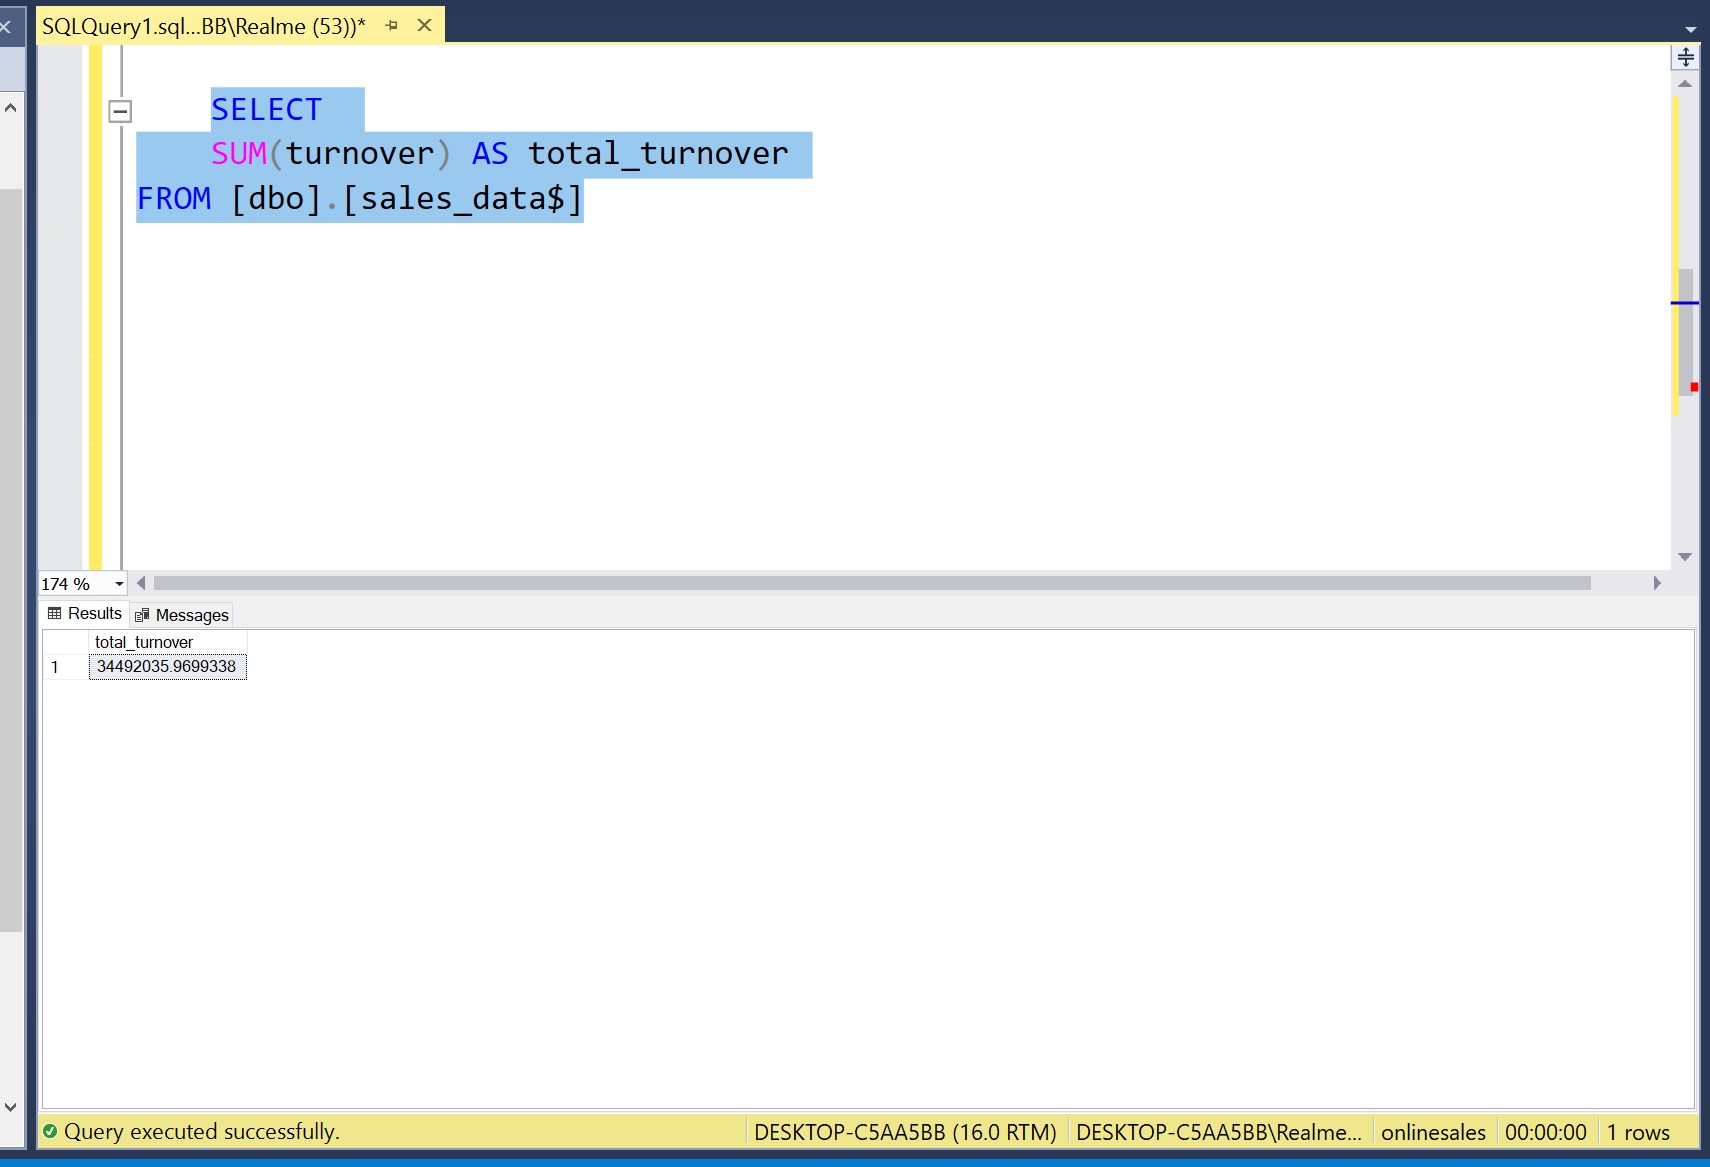 SQLQuery1.sql...BB\Realme (53))*
SELECT
SUM(turnover) AS total_turnover
FROM [dbo].[sales_data$]
174 %
Results Messages
total_turnover
1 34492035.9699338
Query executed successfully. DESKTOP-C5AA5BB (16.0 RTM) DESKTOP-C5AA5BB\Realme... onlinesales 00:00:00 1 rows